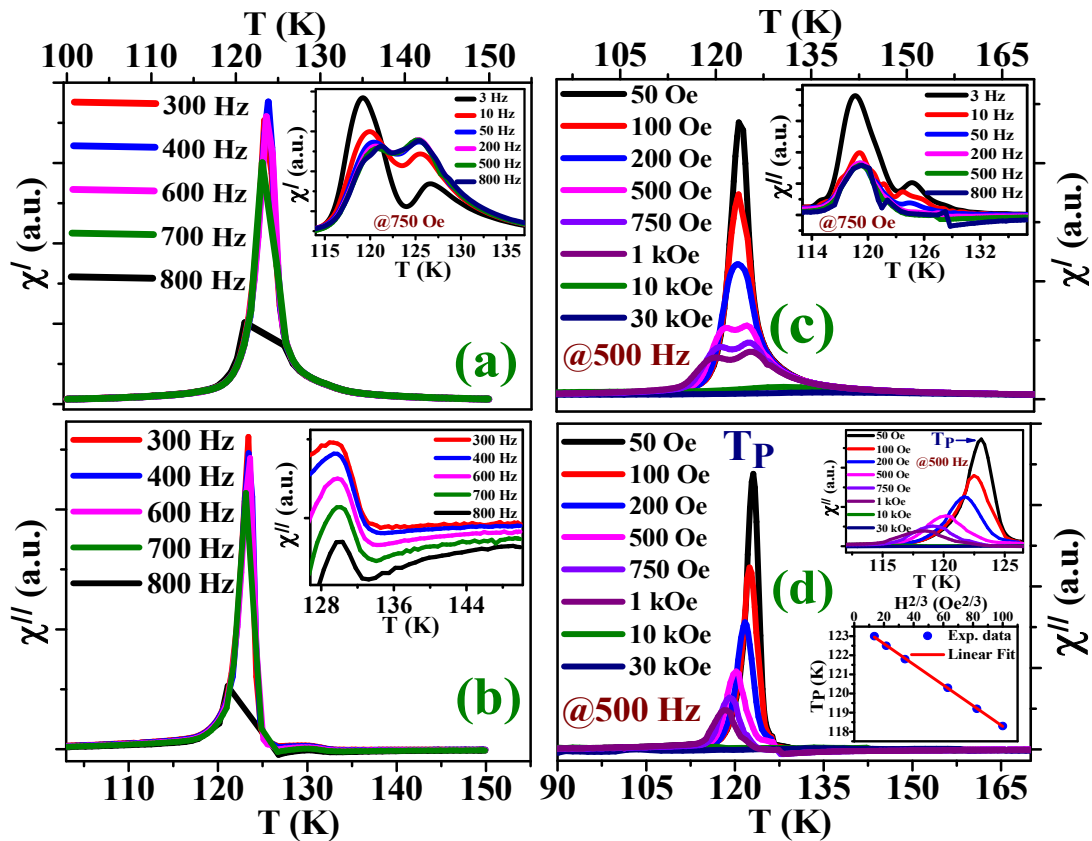 T (K)
100 110 120 130 140 150
300 Hz
400 Hz
600 Hz
700 Hz
800 Hz
χ/ (a.u.)
(a)
3 Hz
10 Hz
50 Hz
200 Hz
500 Hz
800 Hz
χ/ (a.u.)
@750 Oe
115 120 125 130 135
T (K)
T (K)
105 120 135 150 165
50 Oe
100 Oe
200 Oe
500 Oe
750 Oe
1 kOe
10 kOe
30 kOe
@500 Hz
(c)
χ/ (a.u.)
3 Hz
10 Hz
50 Hz
200 Hz
500 Hz
800 Hz
χ// (a.u.)
@750 Oe
114 120 126 132
T (K)
300 Hz
400 Hz
600 Hz
700 Hz
800 Hz
χ// (a.u.)
(b)
110 120 130 140 150
T (K)
300 Hz
400 Hz
600 Hz
700 Hz
800 Hz
χ// (a.u.)
128 136 144
T (K)
50 Oe
100 Oe
200 Oe
500 Oe
750 Oe
1 kOe
10 kOe
30 kOe
@500 Hz
TP
(d)
χ// (a.u.)
90 105 120 135 150 165
T (K)
50 Oe
100 Oe
200 Oe
500 Oe
750 Oe
1 kOe
10 kOe
30 kOe
TP
@500 Hz
χ// (a.u.)
115 120 125
T (K)
H2/3 (Oe2/3)
20 40 60 80 100
Exp. data
Linear Fit
TP (K)
123
122
121
120
119
118